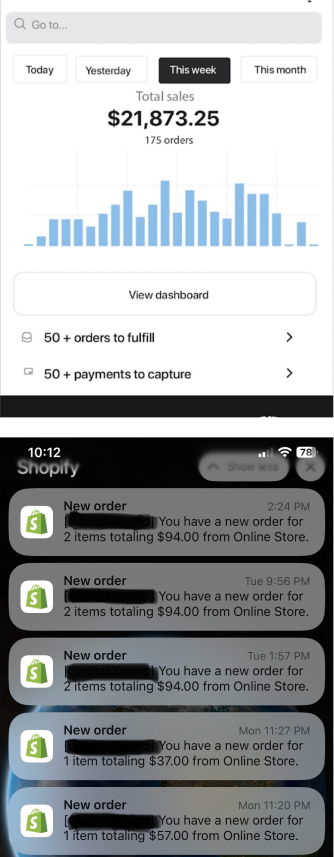 Go to...
Today Yesterday This week This month
Total sales
$21,873.25
175 orders
View dashboard
50 + orders to fulfill
50 + payments to capture
10:12 78
Shopify Show less
New order 2:24 PM
[ ] You have a new order for
2 items totaling $94.00 from Online Store.
New order Tue 9:56 PM
[ You have a new order for
2 items totaling $94.00 from Online Store.
New order Tue 1:57 PM
[ You have a new order for
2 items totaling $94.00 from Online Store.
New order Mon 11:27 PM
[ You have a new order for
1 item totaling $37.00 from Online Store.
New order Mon 11:20 PM
[ You have a new order for
1 item totaling $57.00 from Online Store.